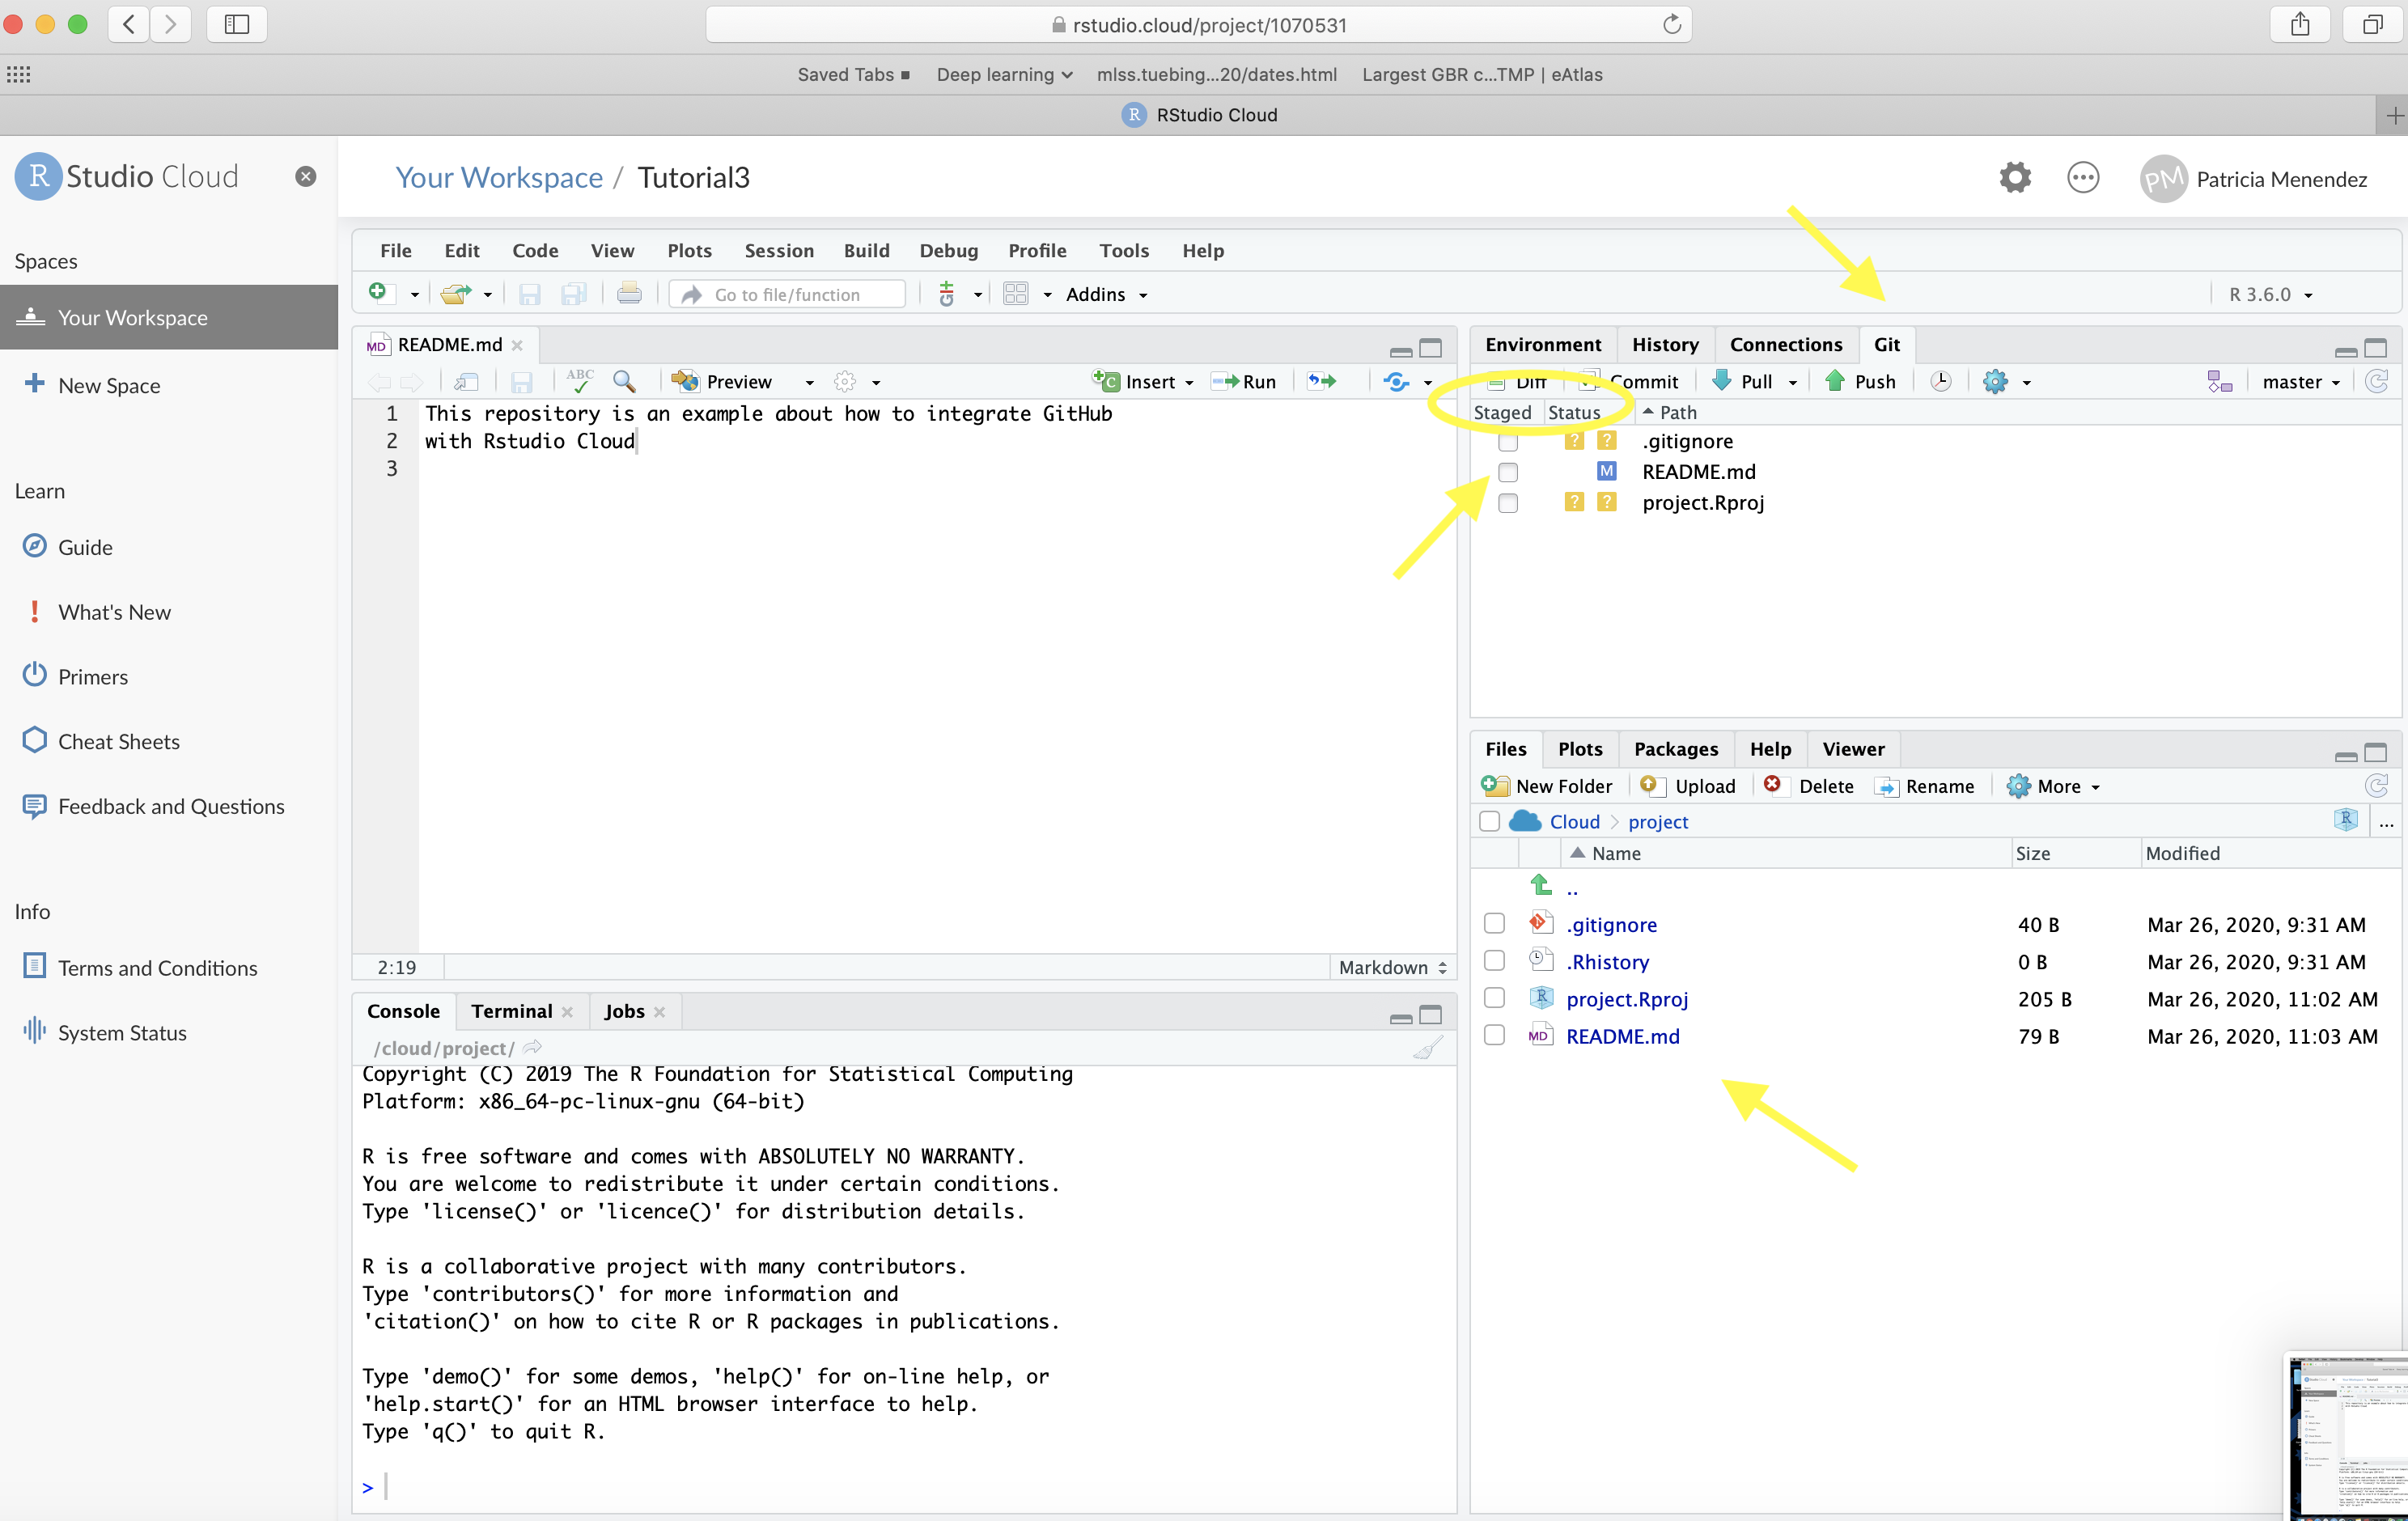 rstudio.cloud/project/1070531
Saved Tabs
Deep learning
mlss.tuebing...20/dates.html
Largest GBR c...TMP | eAtlas
R RStudio Cloud
R Studio Cloud
Your Workspace / Tutorial3
PM Patricia Menendez
Spaces
Your Workspace
New Space
Learn
Guide
What's New
Primers
Cheat Sheets
Feedback and Questions
Info
Terms and Conditions
System Status
File Edit Code View Plots Session Build Debug Profile Tools Help
Go to file/function
Addins
R 3.6.0
MD README.md
ABC
Preview
Insert
Run
1 This repository is an example about how to integrate GitHub
2 with Rstudio Cloud
3
2:19
Markdown
Console Terminal Jobs
/cloud/project/
Copyright (C) 2019 The R Foundation for Statistical Computing
Platform: x86_64-pc-linux-gnu (64-bit)
R is free software and comes with ABSOLUTELY NO WARRANTY.
You are welcome to redistribute it under certain conditions.
Type 'license()' or 'licence()' for distribution details.
R is a collaborative project with many contributors.
Type 'contributors()' for more information and
'citation()' on how to cite R or R packages in publications.
Type 'demo()' for some demos, 'help()' for on-line help, or
'help.start()' for an HTML browser interface to help.
Type 'q()' to quit R.
>
Environment History Connections Git
Diff Commit Pull Push
master
Staged Status Path
? ? .gitignore
M README.md
? ? project.Rproj
Files Plots Packages Help Viewer
New Folder Upload Delete Rename More
Cloud > project
R ...
Name Size Modified
..
.gitignore 40 B Mar 26, 2020, 9:31 AM
.Rhistory 0 B Mar 26, 2020, 9:31 AM
project.Rproj 205 B Mar 26, 2020, 11:02 AM
MD README.md 79 B Mar 26, 2020, 11:03 AM